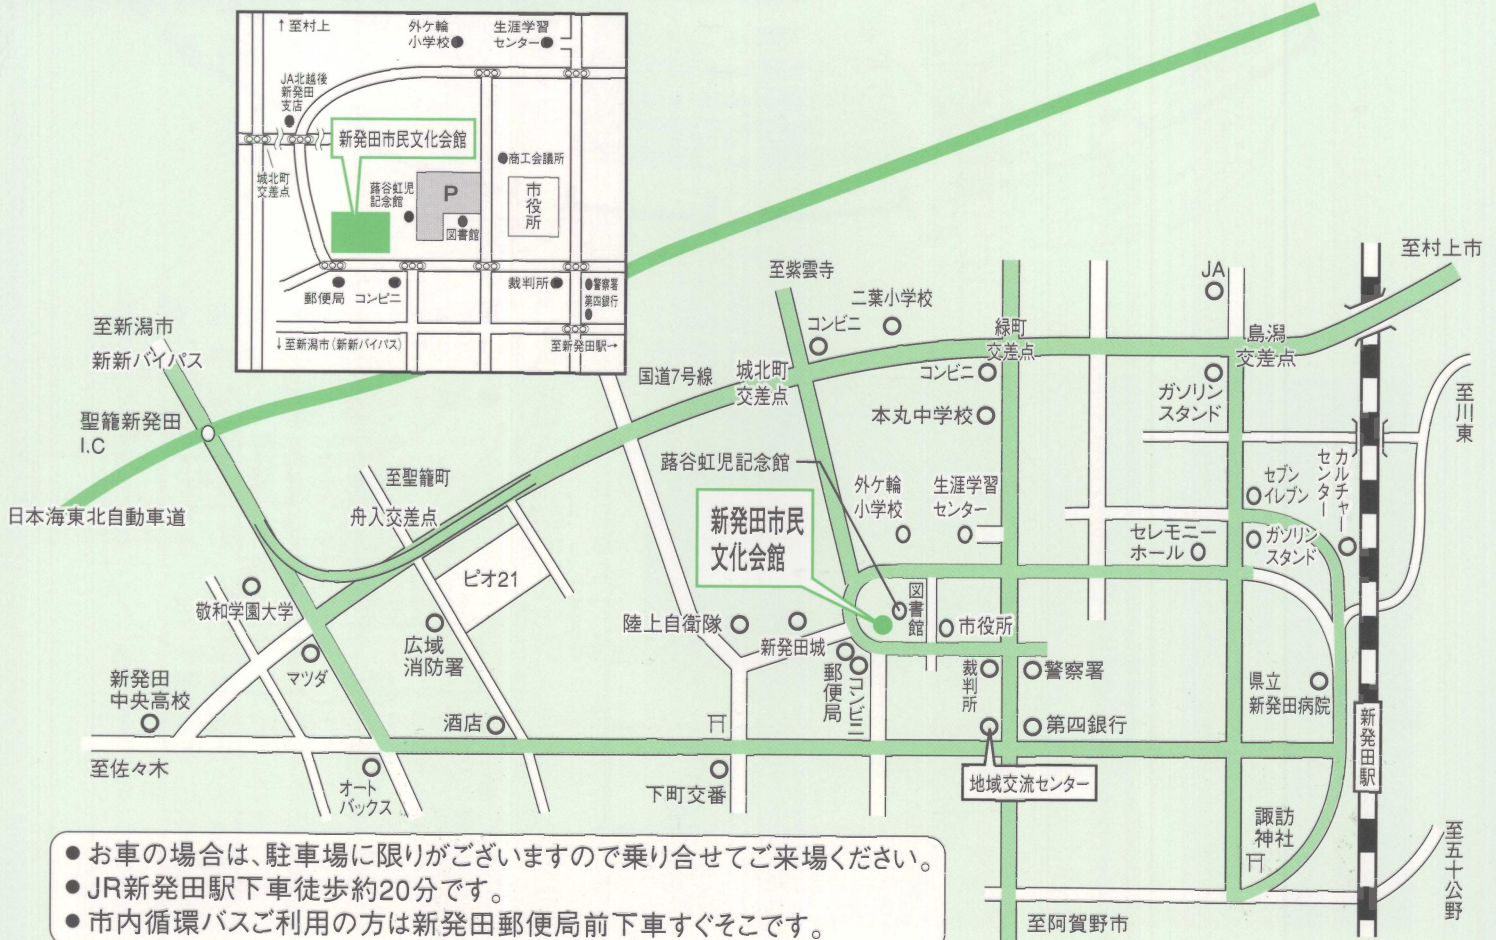 ↑至村上
外ケ輪
小学校
生涯学習
センター
JA北越後
新発田
支店
新発田市民文化会館
城北町
交差点
蕗谷虹児
記念館
P
図書館
商工会議所
市役所
郵便局
コンビニ
裁判所
警察署
第四銀行
↓至新潟市(新新バイパス)
至新発田駅→
至新潟市
新新バイパス
聖籠新発田
I.C
日本海東北自動車道
至聖籠町
舟入交差点
国道7号線
城北町
交差点
至紫雲寺
コンビニ
二葉小学校
緑町
交差点
コンビニ
本丸中学校
JA
島潟
交差点
ガソリン
スタンド
至村上市
至川東
蕗谷虹児記念館
外ケ輪
小学校
生涯学習
センター
セブン
イレブン
カルチャー
センター
セレモニー
ホール
ガソリン
スタンド
新発田市民
文化会館
図書館
市役所
敬和学園大学
マツダ
ピオ21
広域
消防署
陸上自衛隊
新発田城
郵便局
コンビニ
裁判所
警察署
県立
新発田病院
新発田
中央高校
酒店
第四銀行
新発田駅
至佐々木
オート
バックス
下町交番
地域交流センター
諏訪
神社
至五十公野
至阿賀野市
● お車の場合は、駐車場に限りがございますので乗り合せてご来場ください。
● JR新発田駅下車徒歩約20分です。
● 市内循環バスご利用の方は新発田郵便局前下車すぐそこです。